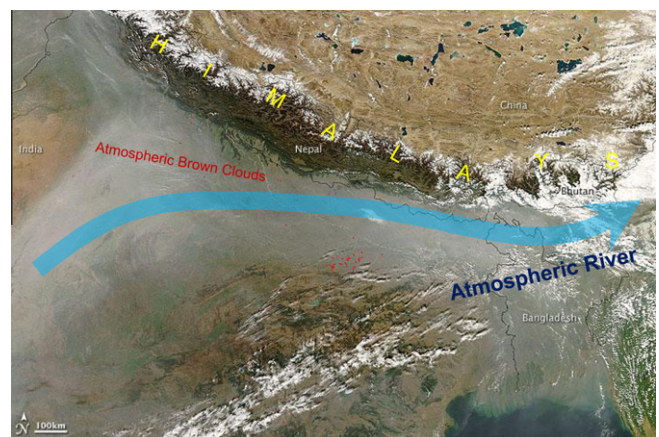 H I M A L A Y S
China
India
Nepal
Atmospheric Brown Clouds
Bhutan
Atmospheric River
Bangladesh
N
100km